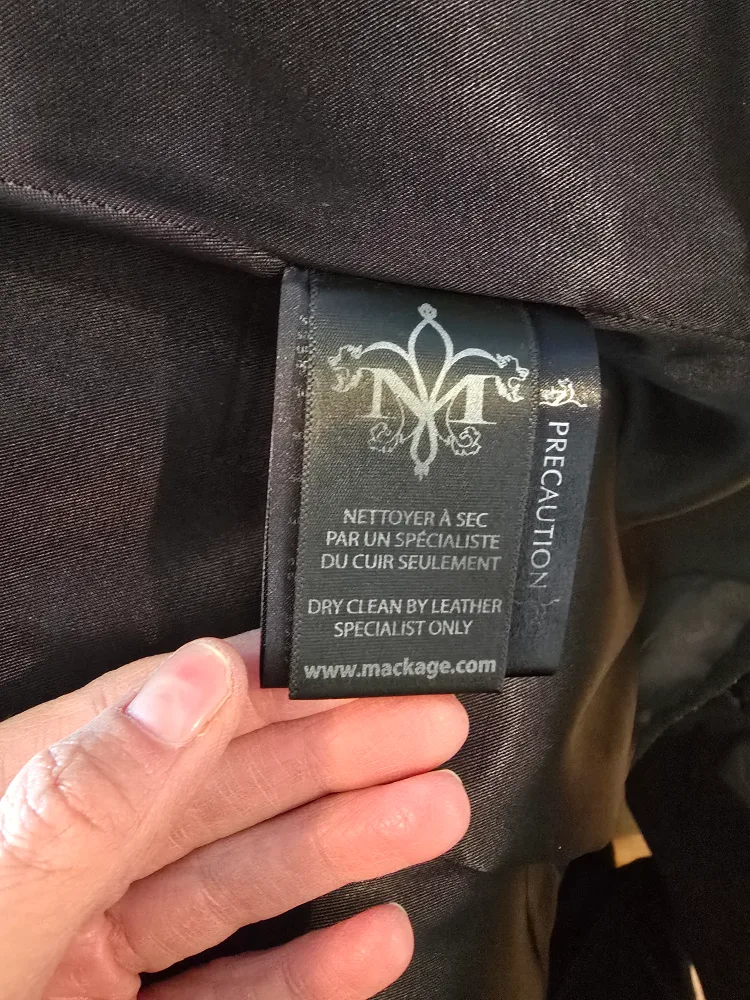 M
NETTOYER À SEC
PAR UN SPÉCIALISTE
DU CUIR SEULEMENT
DRY CLEAN BY LEATHER
SPECIALIST ONLY
www.mackage.com
PRECAUTION